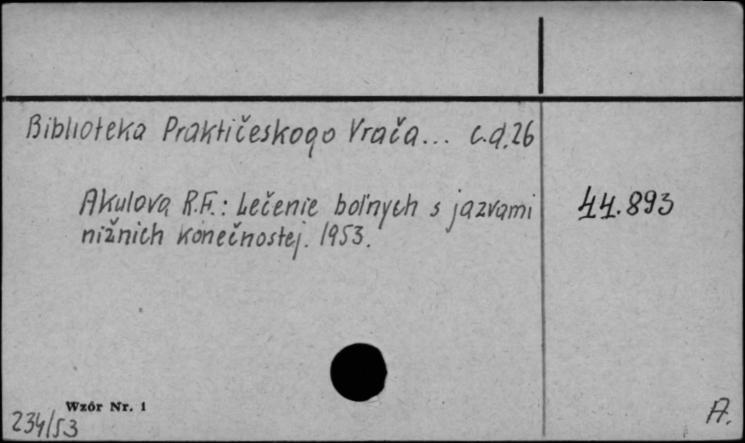 Biblioteka Praktičeskogo Vrača... c.d.26
Akulova R.F.: Lečenie bol'nych s jazvami
nižnich konečnostej. 1953.
44.893
Wzór Nr. 1
234/53
A.